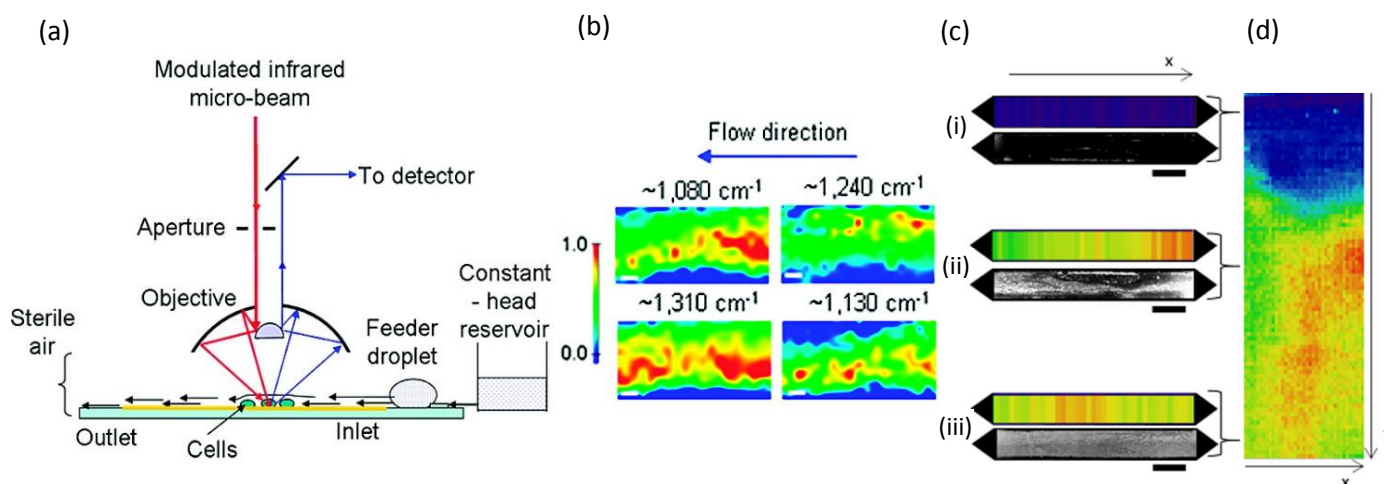 (a)
Modulated infrared
micro-beam
To detector
Aperture
Objective
Constant
- head
reservoir
Feeder
droplet
Sterile
air
Outlet
Cells
Inlet
(b)
Flow direction
~1,080 cm-1
~1,240 cm-1
1.0
~1,310 cm-1
~1,130 cm-1
0.0
(c)
x
(i)
(ii)
(iii)
(d)
x